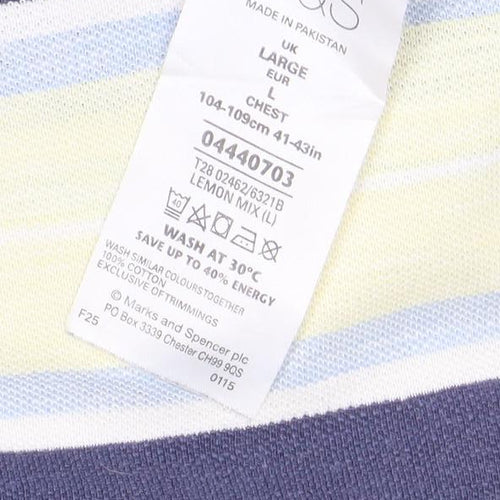 MADE IN PAKISTAN
UK
LARGE
EUR
L
CHEST
104-109cm 41-43in
04440703
T28 02462/6321B
LEMON MIX (L)
40
WASH AT 30°C
SAVE UP TO 40% ENERGY
WASH SIMILAR COLOURS TOGETHER
100% COTTON
EXCLUSIVE OF TRIMMINGS
© Marks and Spencer plc
PO Box 3339 Chester CH99 9QS
F25 0115